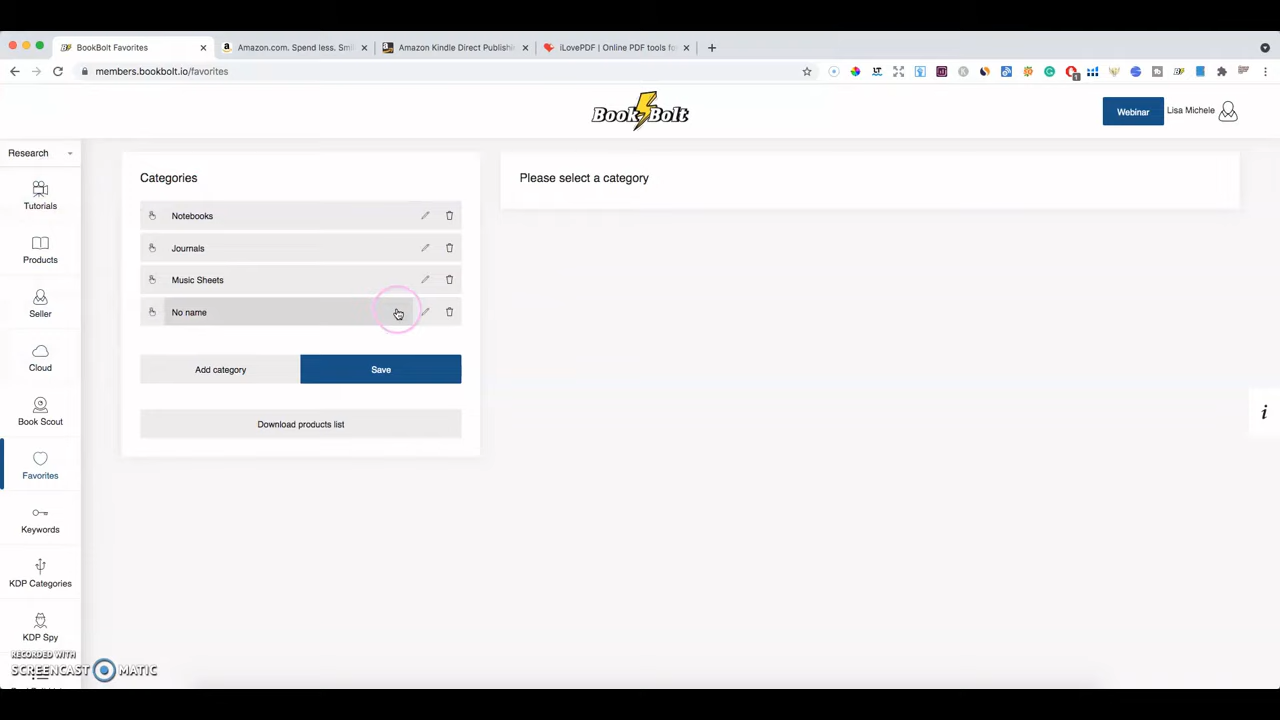 BookBolt Favorites
Amazon.com. Spend less. Smi
Amazon Kindle Direct Publishin
iLovePDF | Online PDF tools fo
members.bookbolt.io/favorites
Book Bolt
Webinar
Lisa Michele
Research
Tutorials
Products
Seller
Cloud
Book Scout
Favorites
Keywords
KDP Categories
KDP Spy
Categories
Notebooks
Journals
Music Sheets
No name
Add category
Save
Download products list
Please select a category
i
RECORDED WITH
SCREENCAST MATIC